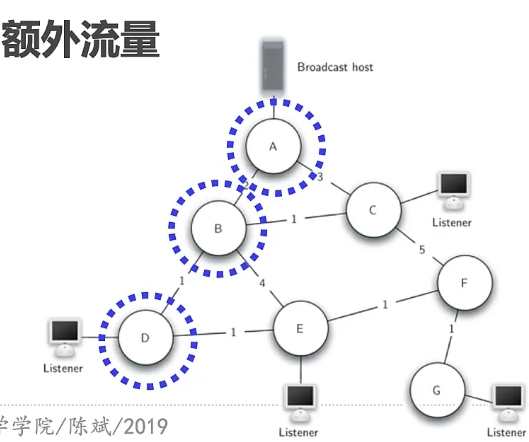 额外流量
Broadcast host
A
2
3
C
Listener
B
1
5
1
4
F
1
D
1
E
1
Listener
G
Listener
Listener
学学院/陈斌/2019